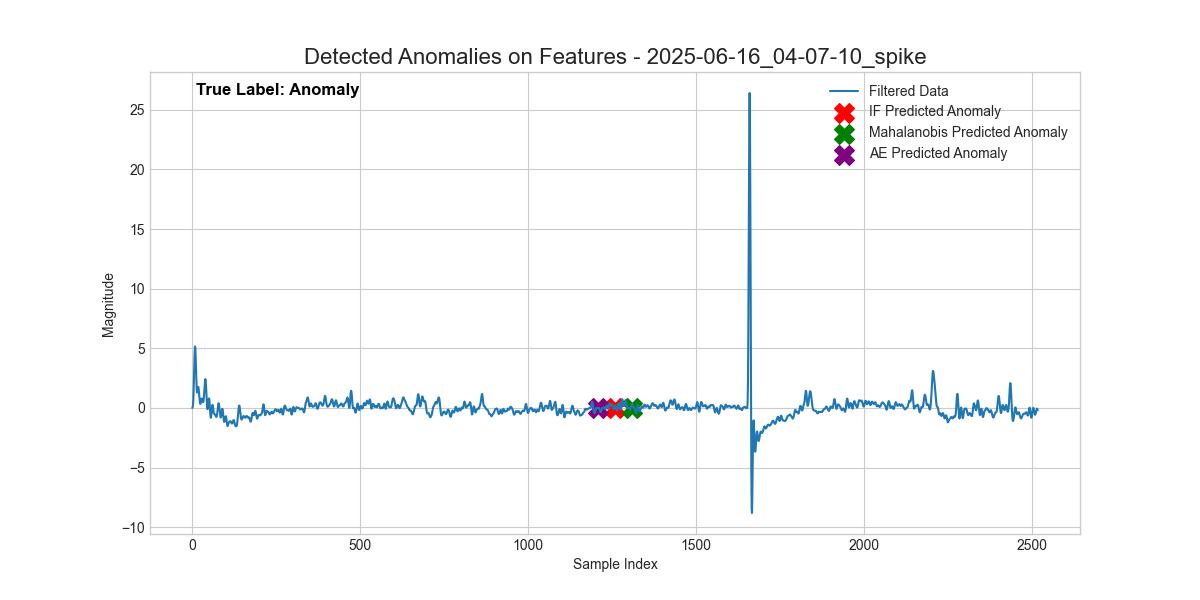 Detected Anomalies on Features - 2025-06-16_04-07-10_spike
True Label: Anomaly
Filtered Data
IF Predicted Anomaly
Mahalanobis Predicted Anomaly
AE Predicted Anomaly
Magnitude
25
20
15
10
5
0
−5
−10
0 500 1000 1500 2000 2500
Sample Index